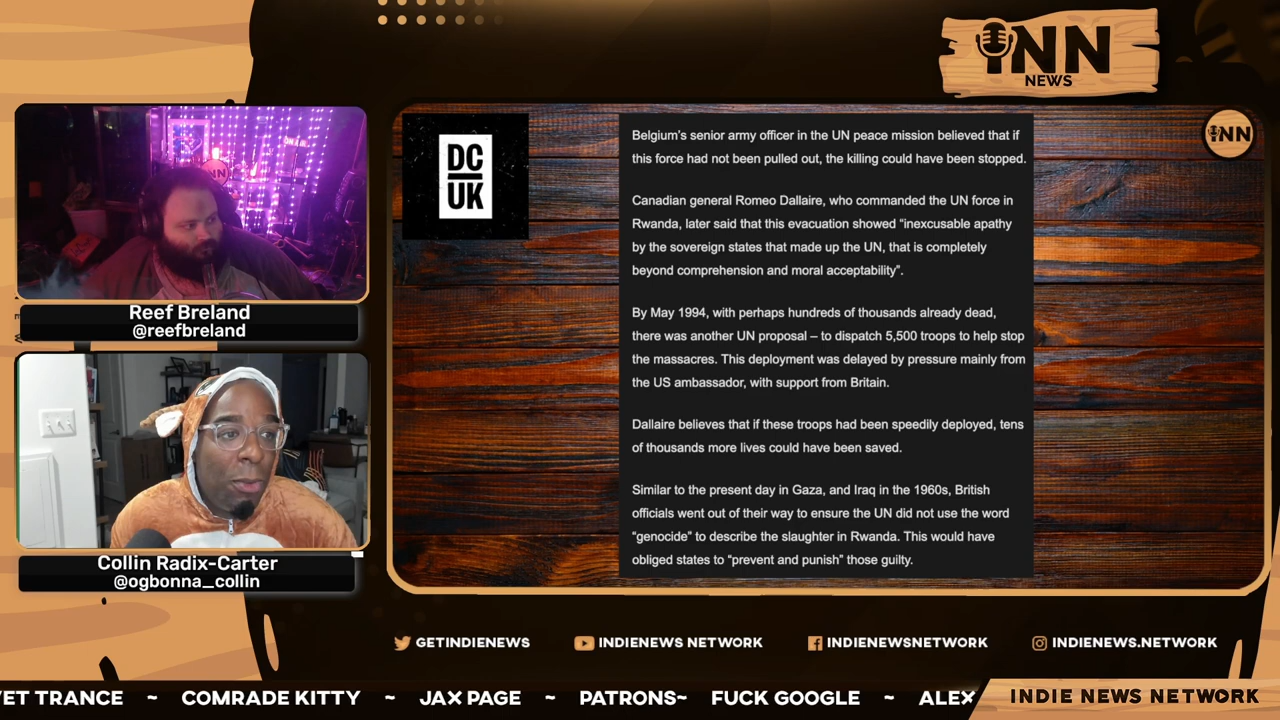 INN
NEWS
INN
DC
UK
Belgium's senior army officer in the UN peace mission believed that if
this force had not been pulled out, the killing could have been stopped.
Canadian general Romeo Dallaire, who commanded the UN force in
Rwanda, later said that this evacuation showed “inexcusable apathy
by the sovereign states that made up the UN, that is completely
beyond comprehension and moral acceptability”.
By May 1994, with perhaps hundreds of thousands already dead,
there was another UN proposal – to dispatch 5,500 troops to help stop
the massacres. This deployment was delayed by pressure mainly from
the US ambassador, with support from Britain.
Dallaire believes that if these troops had been speedily deployed, tens
of thousands more lives could have been saved.
Similar to the present day in Gaza, and Iraq in the 1960s, British
officials went out of their way to ensure the UN did not use the word
“genocide” to describe the slaughter in Rwanda. This would have
obliged states to “prevent and punish” those guilty.
Reef Breland
@reefbreland
Collin Radix-Carter
@ogbonna_collin
GETINDIENEWS
INDIENEWS NETWORK
INDIENEWSNETWORK
INDIENEWS.NETWORK
VET TRANCE ~ COMRADE KITTY ~ JAX PAGE ~ PATRONS~ FUCK GOOGLE ~ ALEX
INDIE NEWS NETWORK